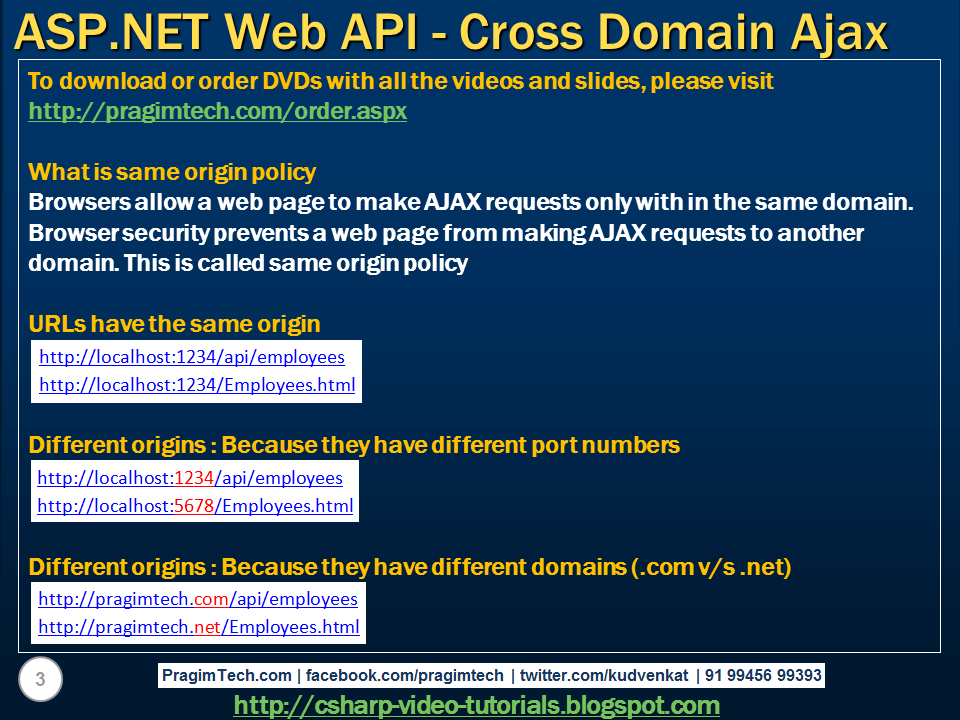 ASP.NET Web API - Cross Domain Ajax
To download or order DVDs with all the videos and slides, please visit
http://pragimtech.com/order.aspx
What is same origin policy
Browsers allow a web page to make AJAX requests only with in the same domain.
Browser security prevents a web page from making AJAX requests to another
domain. This is called same origin policy
URLs have the same origin
http://localhost:1234/api/employees
http://localhost:1234/Employees.html
Different origins : Because they have different port numbers
http://localhost:1234/api/employees
http://localhost:5678/Employees.html
Different origins : Because they have different domains (.com v/s .net)
http://pragimtech.com/api/employees
http://pragimtech.net/Employees.html
3
PragimTech.com | facebook.com/pragimtech | twitter.com/kudvenkat | 91 99456 99393
http://csharp-video-tutorials.blogspot.com